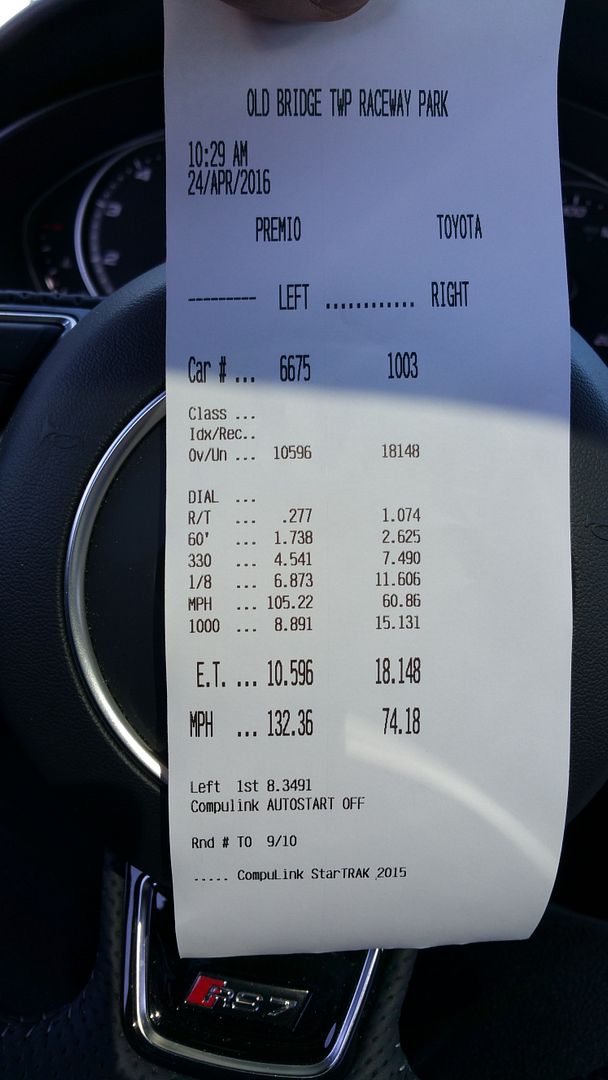 OLD BRIDGE TWP RACEWAY PARK
10:29 AM
24/APR/2016
PREMIO TOYOTA
--------- LEFT ............ RIGHT
Car # ... 6675 1003
Class ...
Idx/Rec..
Ov/Un ... 10596 18148
DIAL ...
R/T ... .277 1.074
60' ... 1.738 2.625
330 ... 4.541 7.490
1/8 ... 6.873 11.606
MPH ... 105.22 60.86
1000 ... 8.891 15.131
E.T. ... 10.596 18.148
MPH ... 132.36 74.18
Left 1st 8.3491
Compulink AUTOSTART OFF
Rnd # TO 9/10
..... CompuLink StarTRAK 2015
RS7